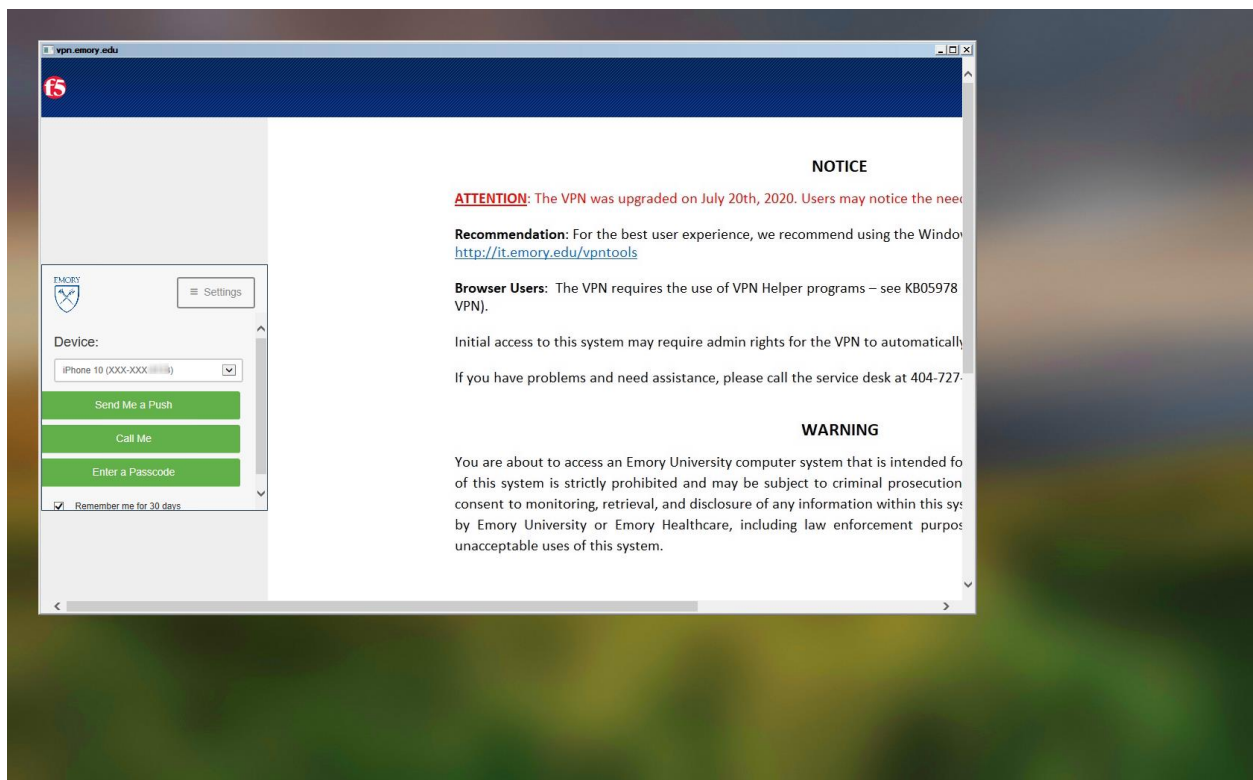 vpn.emory.edu
f5
NOTICE
ATTENTION: The VPN was upgraded on July 20th, 2020. Users may notice the
Recommendation: For the best user experience, we recommend using the
http://it.emory.edu/vpntools
Browser Users: The VPN requires the use of VPN Helper programs – see KB05978
VPN).
Initial access to this system may require admin rights for the VPN to automatically
If you have problems and need assistance, please call the service desk at 404-727-
EMORY
≡ Settings
Device:
iPhone 10 (XXX-XXX
Send Me a Push
Call Me
Enter a Passcode
Remember me for 30 days
WARNING
You are about to access an Emory University computer system that is intended fo
of this system is strictly prohibited and may be subject to criminal prosecution
consent to monitoring, retrieval, and disclosure of any information within this
by Emory University or Emory Healthcare, including law enforcement
unacceptable uses of this system.